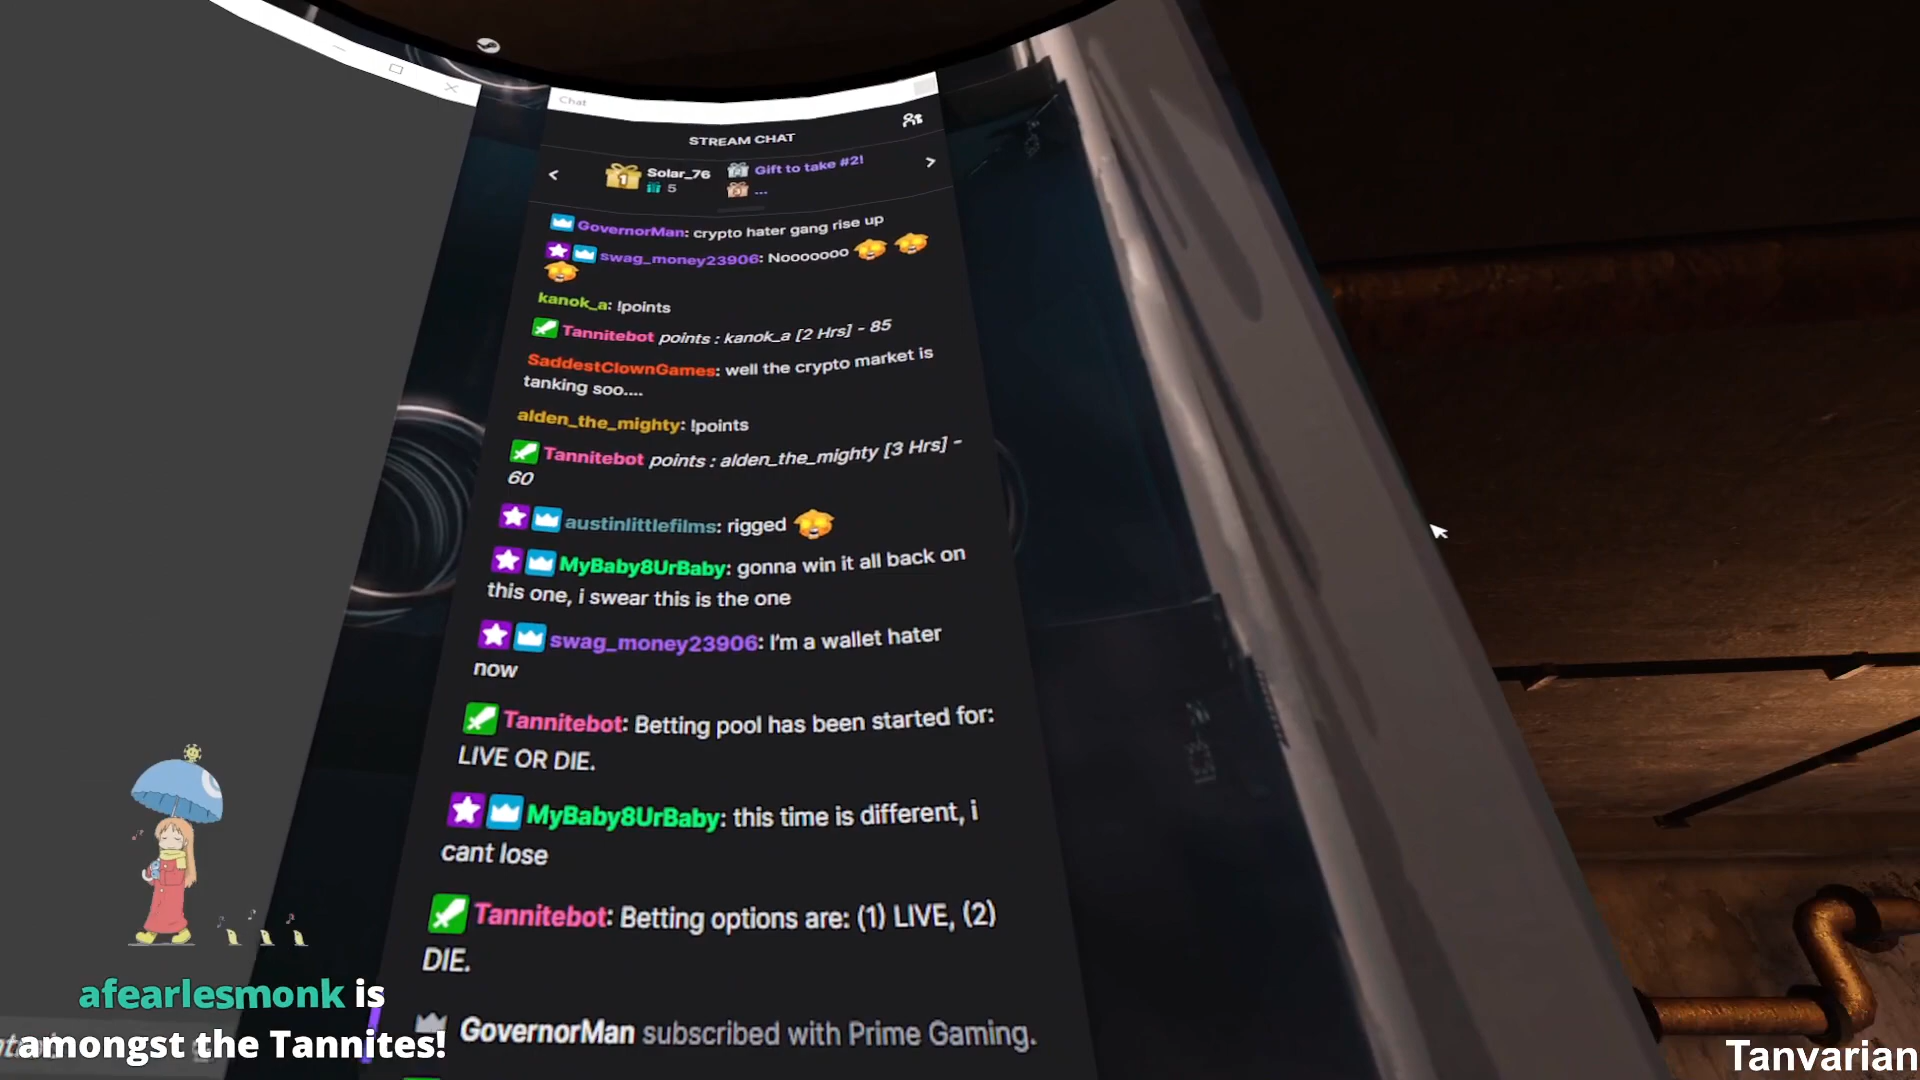 Chat
STREAM CHAT
Solar_76
5
Gift to take #2!
...
GovernorMan: crypto hater gang rise up
swag_money23906: Nooooooo
kanok_a: !points
Tannitebot points : kanok_a [2 Hrs] - 85
SaddestClownGames: well the crypto market is
tanking soo....
alden_the_mighty: !points
Tannitebot points : alden_the_mighty [3 Hrs] -
60
austinlittlefilms: rigged
MyBaby8UrBaby: gonna win it all back on
this one, i swear this is the one
swag_money23906: I'm a wallet hater
now
Tannitebot: Betting pool has been started for:
LIVE OR DIE.
MyBaby8UrBaby: this time is different, i
cant lose
Tannitebot: Betting options are: (1) LIVE, (2)
DIE.
GovernorMan subscribed with Prime Gaming.
afearlesmonk is
amongst the Tannites!
Tanvarian